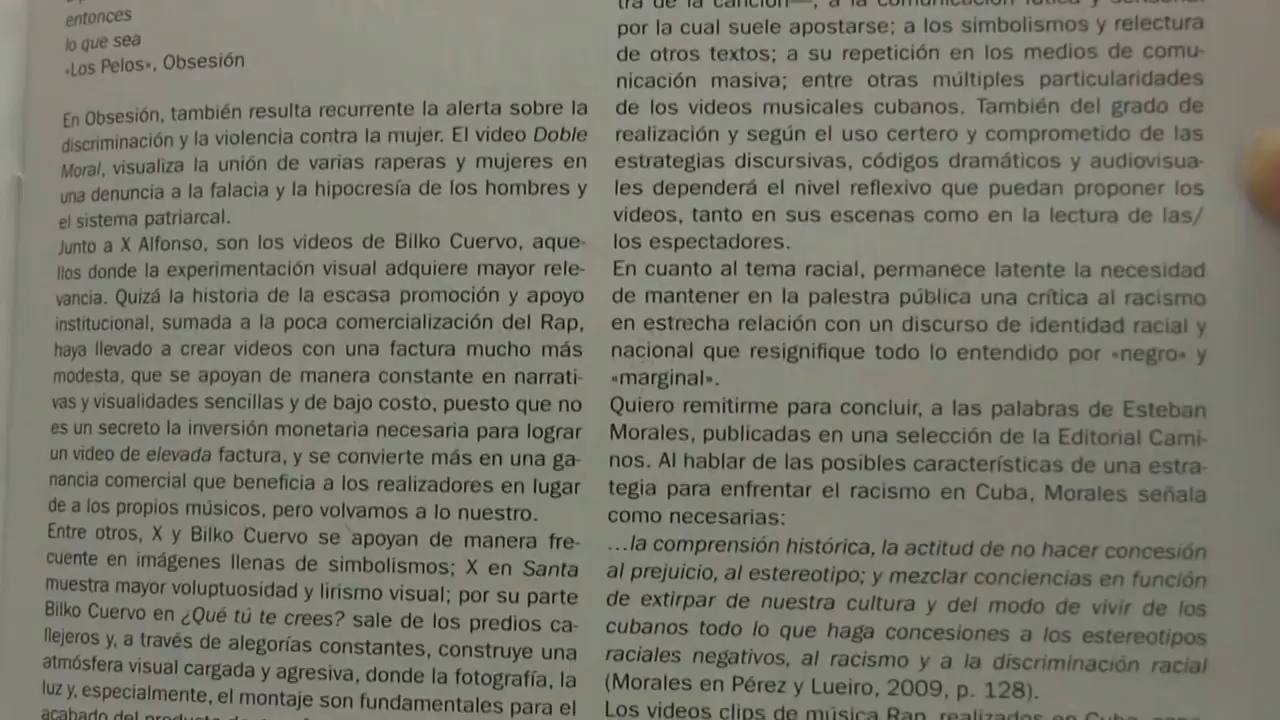 entonces
lo que sea
«Los Pelos», Obsesión
En Obsesión, también resulta recurrente la alerta sobre la
discriminación y la violencia contra la mujer. El video Doble
Moral, visualiza la unión de varias raperas y mujeres en
una denuncia a la falacia y la hipocresía de los hombres y
el sistema patriarcal.
Junto a X Alfonso, son los videos de Bilko Cuervo, aque-
llos donde la experimentación visual adquiere mayor rele-
vancia. Quizá la historia de la escasa promoción y apoyo
institucional, sumada a la poca comercialización del Rap,
haya llevado a crear videos con una factura mucho más
modesta, que se apoyan de manera constante en narrati-
vas y visualidades sencillas y de bajo costo, puesto que no
es un secreto la inversión monetaria necesaria para lograr
un video de elevada factura, y se convierte más en una ga-
nancia comercial que beneficia a los realizadores en lugar
de a los propios músicos, pero volvamos a lo nuestro.
Entre otros, X y Bilko Cuervo se apoyan de manera fre-
cuente en imágenes llenas de simbolismos; X en Santa
muestra mayor voluptuosidad y lirismo visual; por su parte
Bilko Cuervo en ¿Qué tú te crees? sale de los predios ca-
llejeros y, a través de alegorías constantes, construye una
atmósfera visual cargada y agresiva, donde la fotografía, la
luz y, especialmente, el montaje son fundamentales para el
acabado del
tra de la canción—, a la comunicación
por la cual suele apostarse; a los simbolismos y relectura
de otros textos; a su repetición en los medios de comu-
nicación masiva; entre otras múltiples particularidades
de los videos musicales cubanos. También del grado de
realización y según el uso certero y comprometido de las
estrategias discursivas, códigos dramáticos y audiovisua-
les dependerá el nivel reflexivo que puedan proponer los
videos, tanto en sus escenas como en la lectura de las/
los espectadores.
En cuanto al tema racial, permanece latente la necesidad
de mantener en la palestra pública una crítica al racismo
en estrecha relación con un discurso de identidad racial y
nacional que resignifique todo lo entendido por «negro» y
«marginal».
Quiero remitirme para concluir, a las palabras de Esteban
Morales, publicadas en una selección de la Editorial Cami-
nos. Al hablar de las posibles características de una estra-
tegia para enfrentar el racismo en Cuba, Morales señala
como necesarias:
...la comprensión histórica, la actitud de no hacer concesión
al prejuicio, al estereotipo; y mezclar conciencias en función
de extirpar de nuestra cultura y del modo de vivir de los
cubanos todo lo que haga concesiones a los estereotipos
raciales negativos, al racismo y a la discriminación racial
(Morales en Pérez y Lueiro, 2009, p. 128).
Los videos clips de música Rap, realizados en Cuba